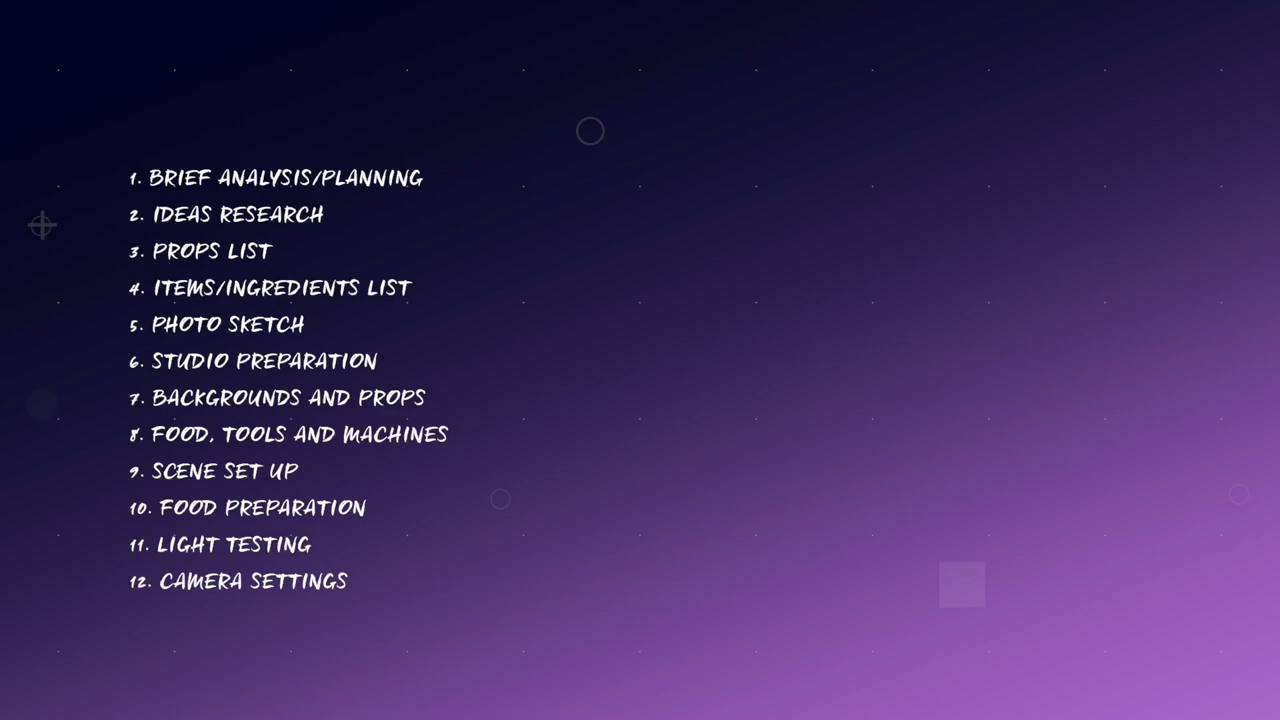 1. BRIEF ANALYSIS/PLANNING
2. IDEAS RESEARCH
3. PROPS LIST
4. ITEMS/INGREDIENTS LIST
5. PHOTO SKETCH
6. STUDIO PREPARATION
7. BACKGROUNDS AND PROPS
8. FOOD, TOOLS AND MACHINES
9. SCENE SET UP
10. FOOD PREPARATION
11. LIGHT TESTING
12. CAMERA SETTINGS